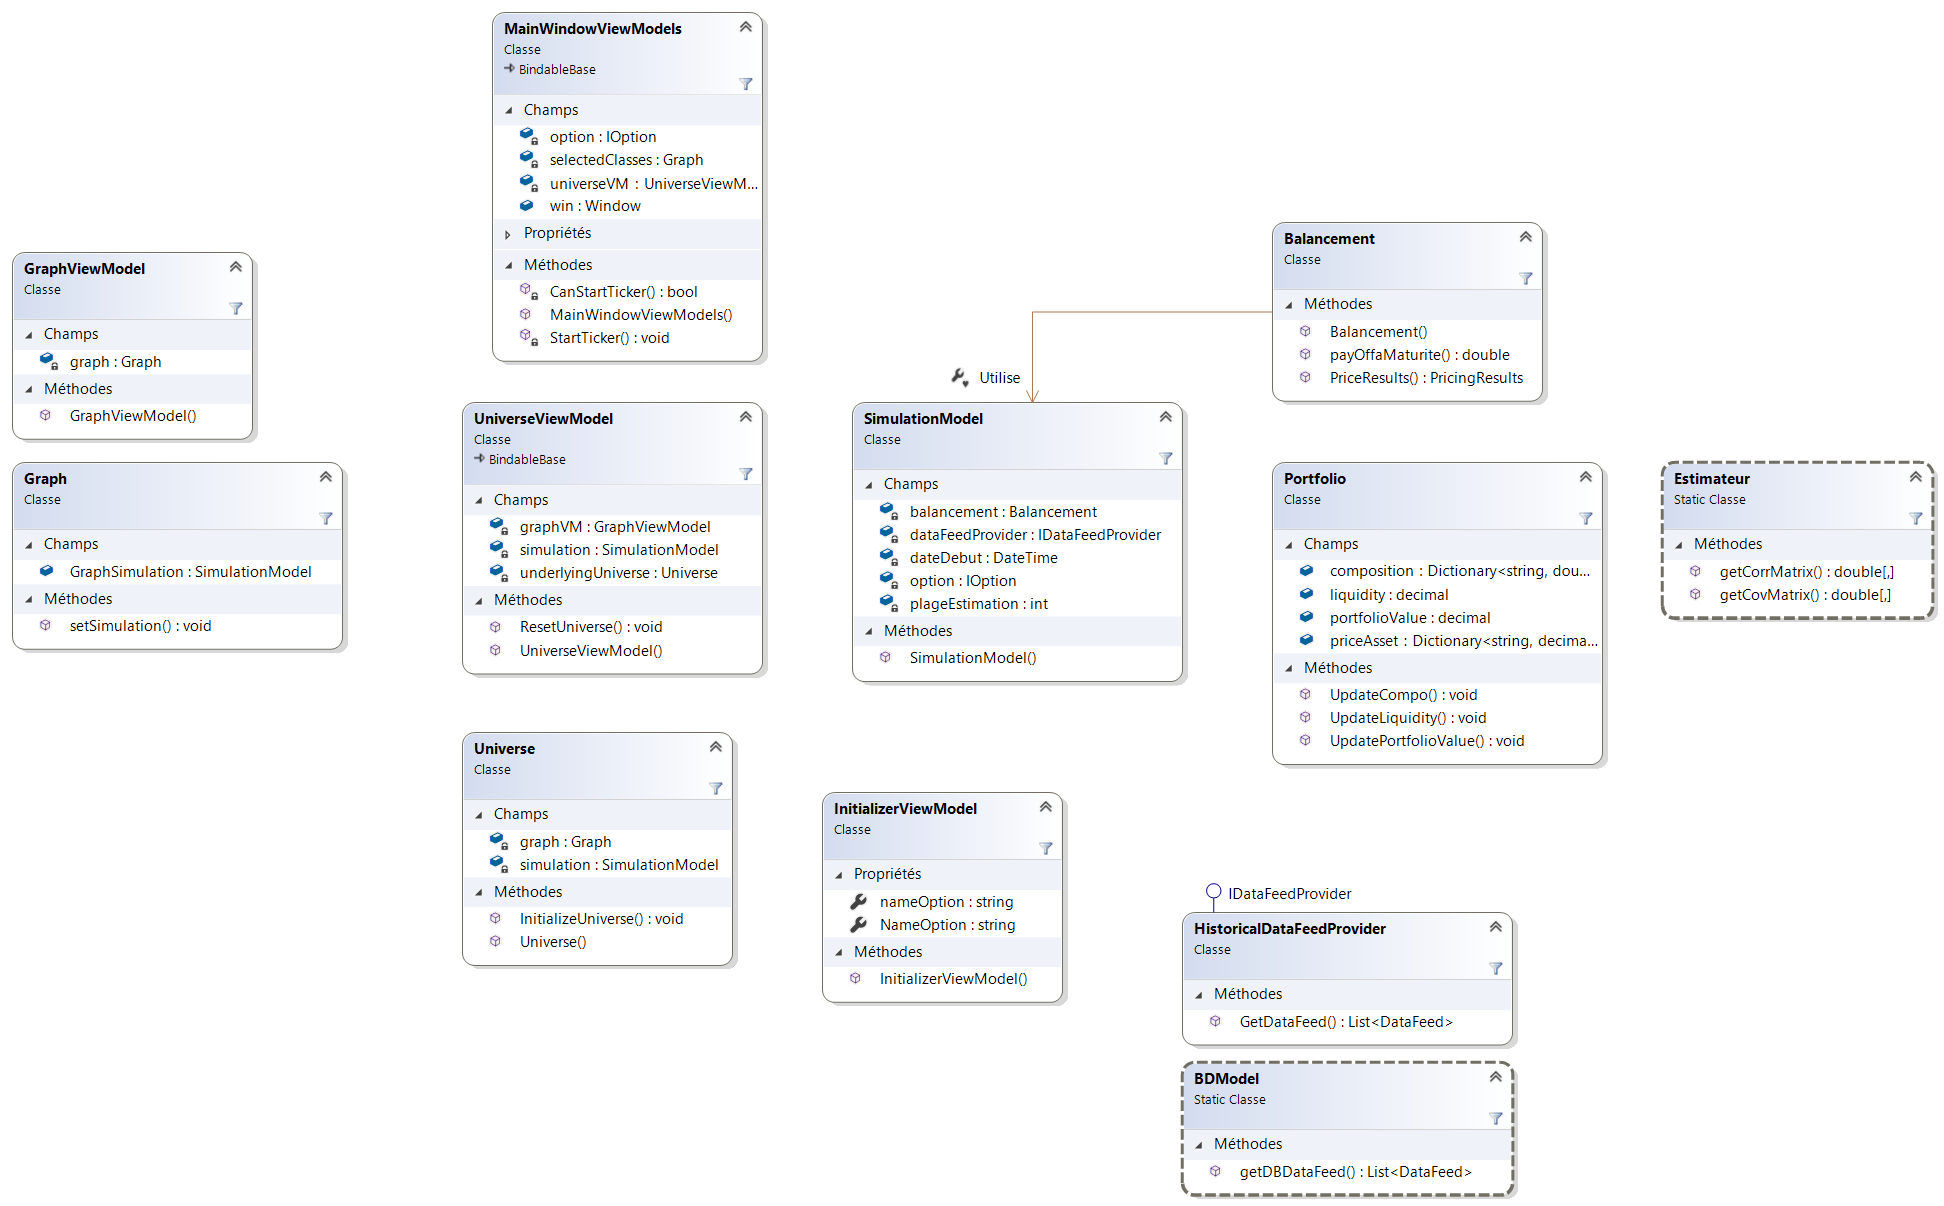 MainWindowViewModels
Classe
BindableBase
Champs
option : IOption
selectedClasses : Graph
universeVM : UniverseViewM...
win : Window
Propriétés
Méthodes
CanStartTicker() : bool
MainWindowViewModels()
StartTicker() : void
GraphViewModel
Classe
Champs
graph : Graph
Méthodes
GraphViewModel()
Graph
Classe
Champs
GraphSimulation : SimulationModel
Méthodes
setSimulation() : void
UniverseViewModel
Classe
BindableBase
Champs
graphVM : GraphViewModel
simulation : SimulationModel
underlyingUniverse : Universe
Méthodes
ResetUniverse() : void
UniverseViewModel()
Universe
Classe
Champs
graph : Graph
simulation : SimulationModel
Méthodes
InitializeUniverse() : void
Universe()
Utilise
SimulationModel
Classe
Champs
balancement : Balancement
dataFeedProvider : IDataFeedProvider
dateDebut : DateTime
option : IOption
plageEstimation : int
Méthodes
SimulationModel()
InitializerViewModel
Classe
Propriétés
nameOption : string
NameOption : string
Méthodes
InitializerViewModel()
Balancement
Classe
Méthodes
Balancement()
payOffaMaturite() : double
PriceResults() : PricingResults
Portfolio
Classe
Champs
composition : Dictionary<string, dou...
liquidity : decimal
portfolioValue : decimal
priceAsset : Dictionary<string, decima...
Méthodes
UpdateCompo() : void
UpdateLiquidity() : void
UpdatePortfolioValue() : void
Estimateur
Static Classe
Méthodes
getCorrMatrix() : double[,]
getCovMatrix() : double[,]
IDataFeedProvider
HistoricalDataFeedProvider
Classe
Méthodes
GetDataFeed() : List<DataFeed>
BDModel
Static Classe
Méthodes
getDBDataFeed() : List<DataFeed>